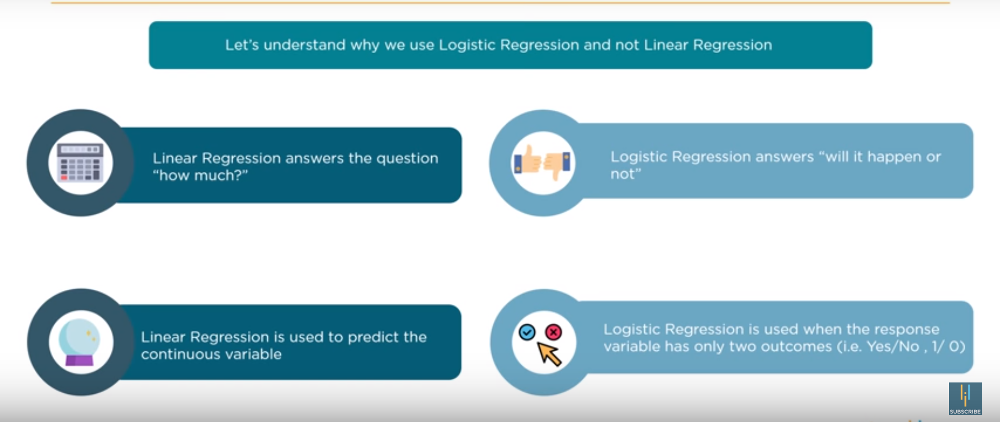 Let's understand why we use Logistic Regression and not Linear Regression
Linear Regression answers the question
“how much?”
Logistic Regression answers “will it happen or
not”
Linear Regression is used to predict the
continuous variable
Logistic Regression is used when the response
variable has only two outcomes (i.e. Yes/No , 1/ 0)
SUBSCRIBE